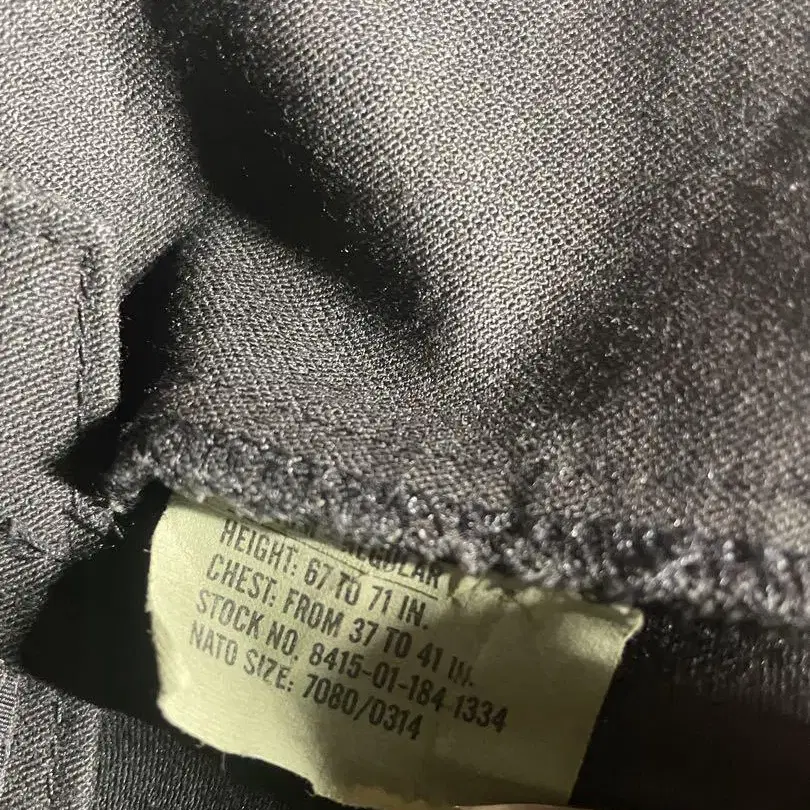 REGULAR
HEIGHT: 67 TO 71 IN.
CHEST: FROM 37 TO 41 IN.
STOCK NO. 8415-01-184-1334
NATO SIZE: 7080/0314